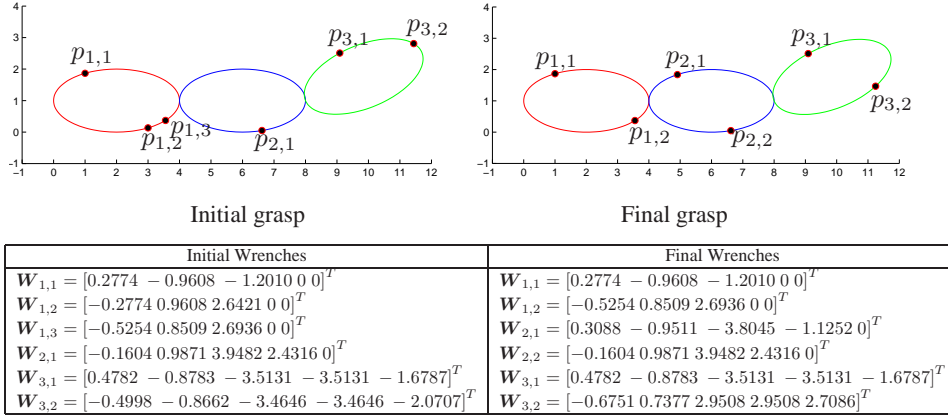 4
3
2
1
0
−1
−1 0 1 2 3 4 5 6 7 8 9 10 11 12
p1,1
p1,2
p1,3
p2,1
p3,1
p3,2
4
3
2
1
0
−1
−1 0 1 2 3 4 5 6 7 8 9 10 11 12
p1,1
p1,2
p2,1
p2,2
p3,1
p3,2
Initial grasp
Final grasp
Initial Wrenches
W1,1 = [0.2774 − 0.9608 − 1.2010 0 0]^T
W1,2 = [−0.2774 0.9608 2.6421 0 0]^T
W1,3 = [−0.5254 0.8509 2.6936 0 0]^T
W2,1 = [−0.1604 0.9871 3.9482 2.4316 0]^T
W3,1 = [0.4782 − 0.8783 − 3.5131 − 3.5131 − 1.6787]^T
W3,2 = [−0.4998 − 0.8662 − 3.4646 − 3.4646 − 2.0707]^T
Final Wrenches
W1,1 = [0.2774 − 0.9608 − 1.2010 0 0]^T
W1,2 = [−0.5254 0.8509 2.6936 0 0]^T
W2,1 = [0.3088 − 0.9511 − 3.8045 − 1.1252 0]^T
W2,2 = [−0.1604 0.9871 3.9482 2.4316 0]^T
W3,1 = [0.4782 − 0.8783 − 3.5131 − 3.5131 − 1.6787]^T
W3,2 = [−0.6751 0.7377 2.9508 2.9508 2.7086]^T